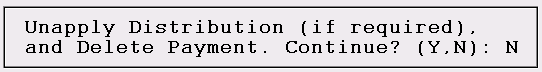 Unapply Distribution (if required),
and Delete Payment. Continue? (Y,N): N